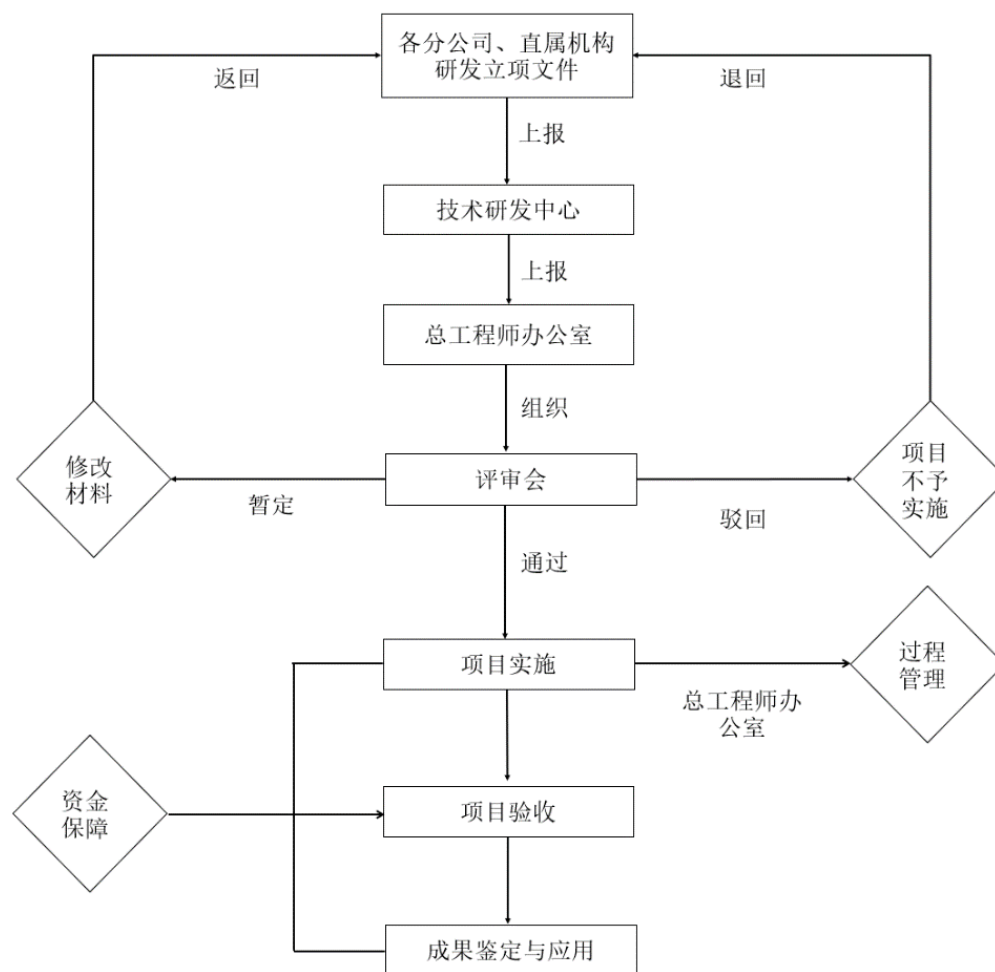 各分公司、直属机构
研发立项文件
返回
退回
上报
技术研发中心
上报
总工程师办公室
组织
修改
材料
评审会
项目
不予
实施
暂定
驳回
通过
项目实施
过程
管理
总工程师办
公室
资金
保障
项目验收
成果鉴定与应用